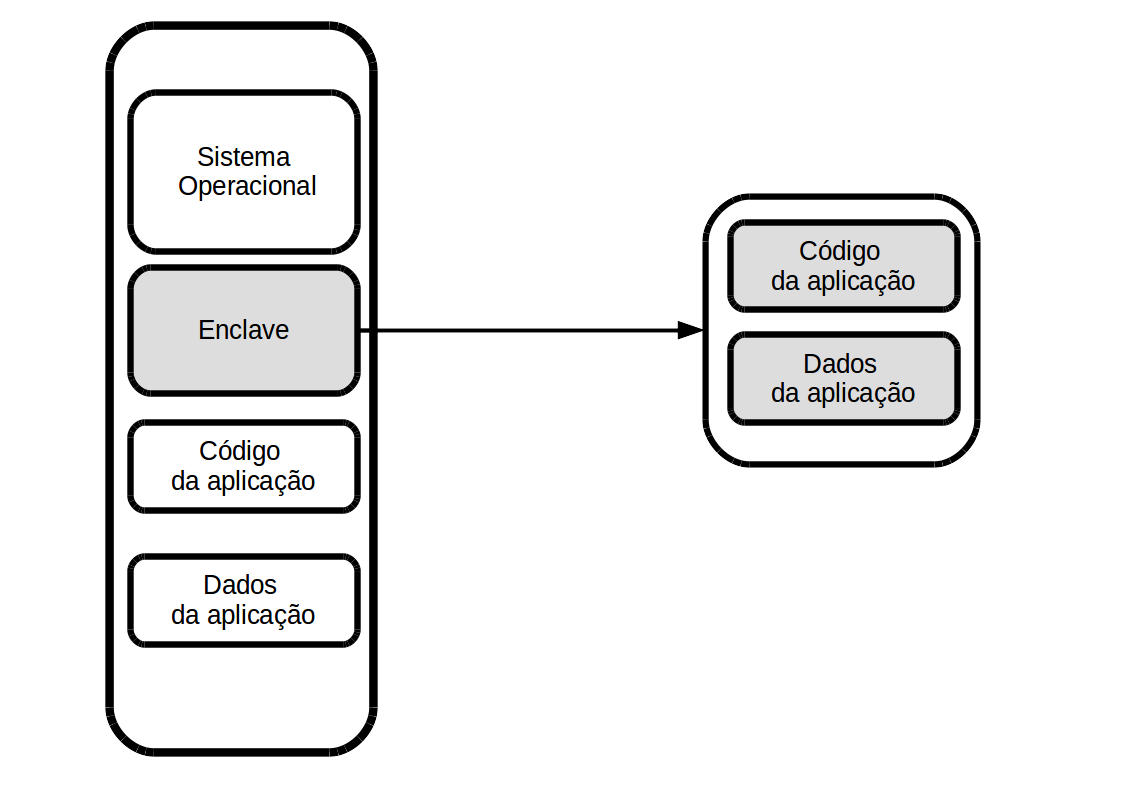 Sistema
Operacional
Enclave
Código
da aplicação
Dados
da aplicação
Código
da aplicação
Dados
da aplicação